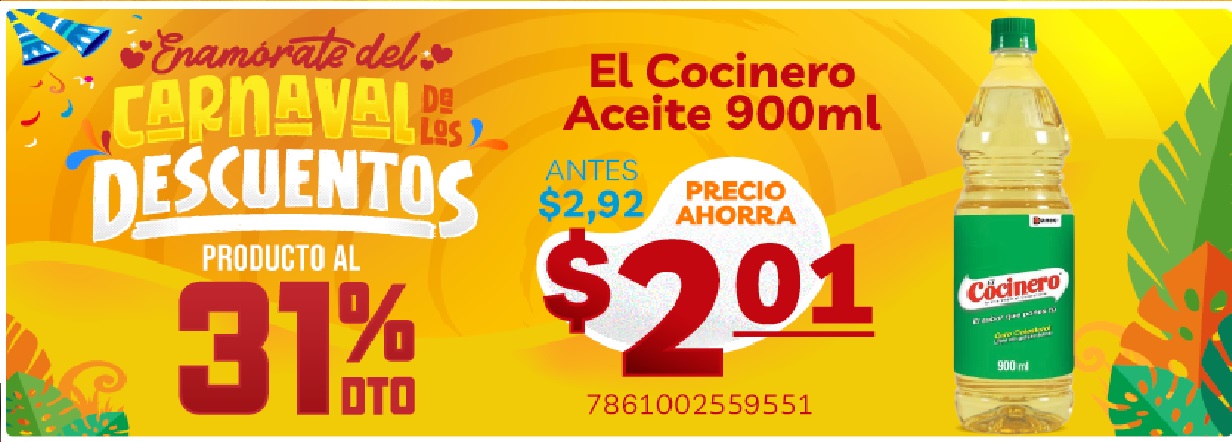 Enamórate del
CARNAVAL DE LOS
DESCUENTOS
PRODUCTO AL
31% DTO
El Cocinero
Aceite 900ml
ANTES
$2,92
PRECIO
AHORRA
$2 01
7861002559551
El
Cocinero
900 ml